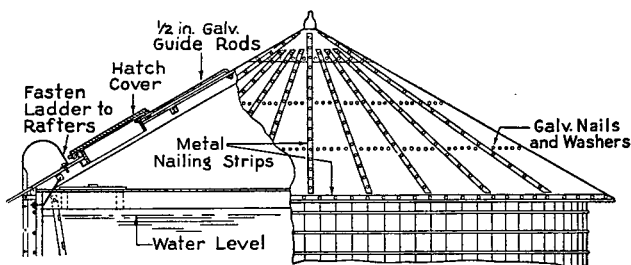 ½ in. Galv.
Guide Rods
Hatch
Cover
Fasten
Ladder to
Rafters
Metal
Nailing Strips
Galv. Nails
and Washers
Water Level